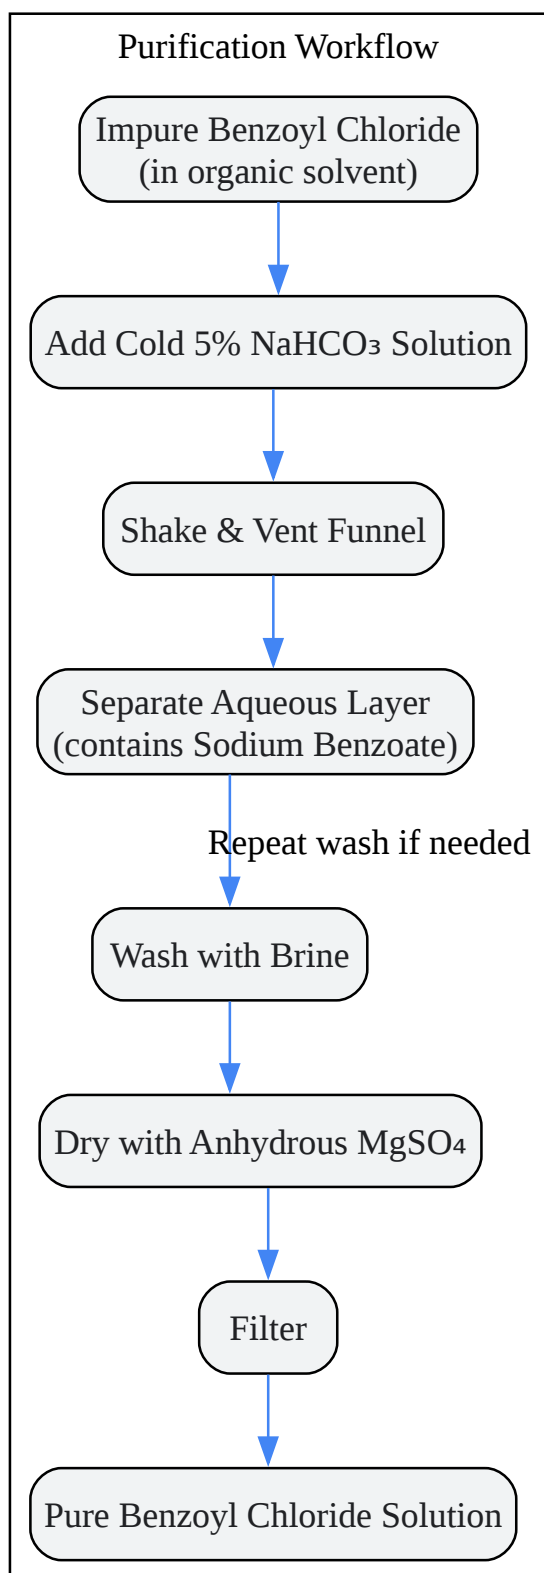 Purification Workflow
Impure Benzoyl Chloride
(in organic solvent)
Add Cold 5% NaHCO₃ Solution
Shake & Vent Funnel
Separate Aqueous Layer
(contains Sodium Benzoate)
Repeat wash if needed
Wash with Brine
Dry with Anhydrous MgSO₄
Filter
Pure Benzoyl Chloride Solution